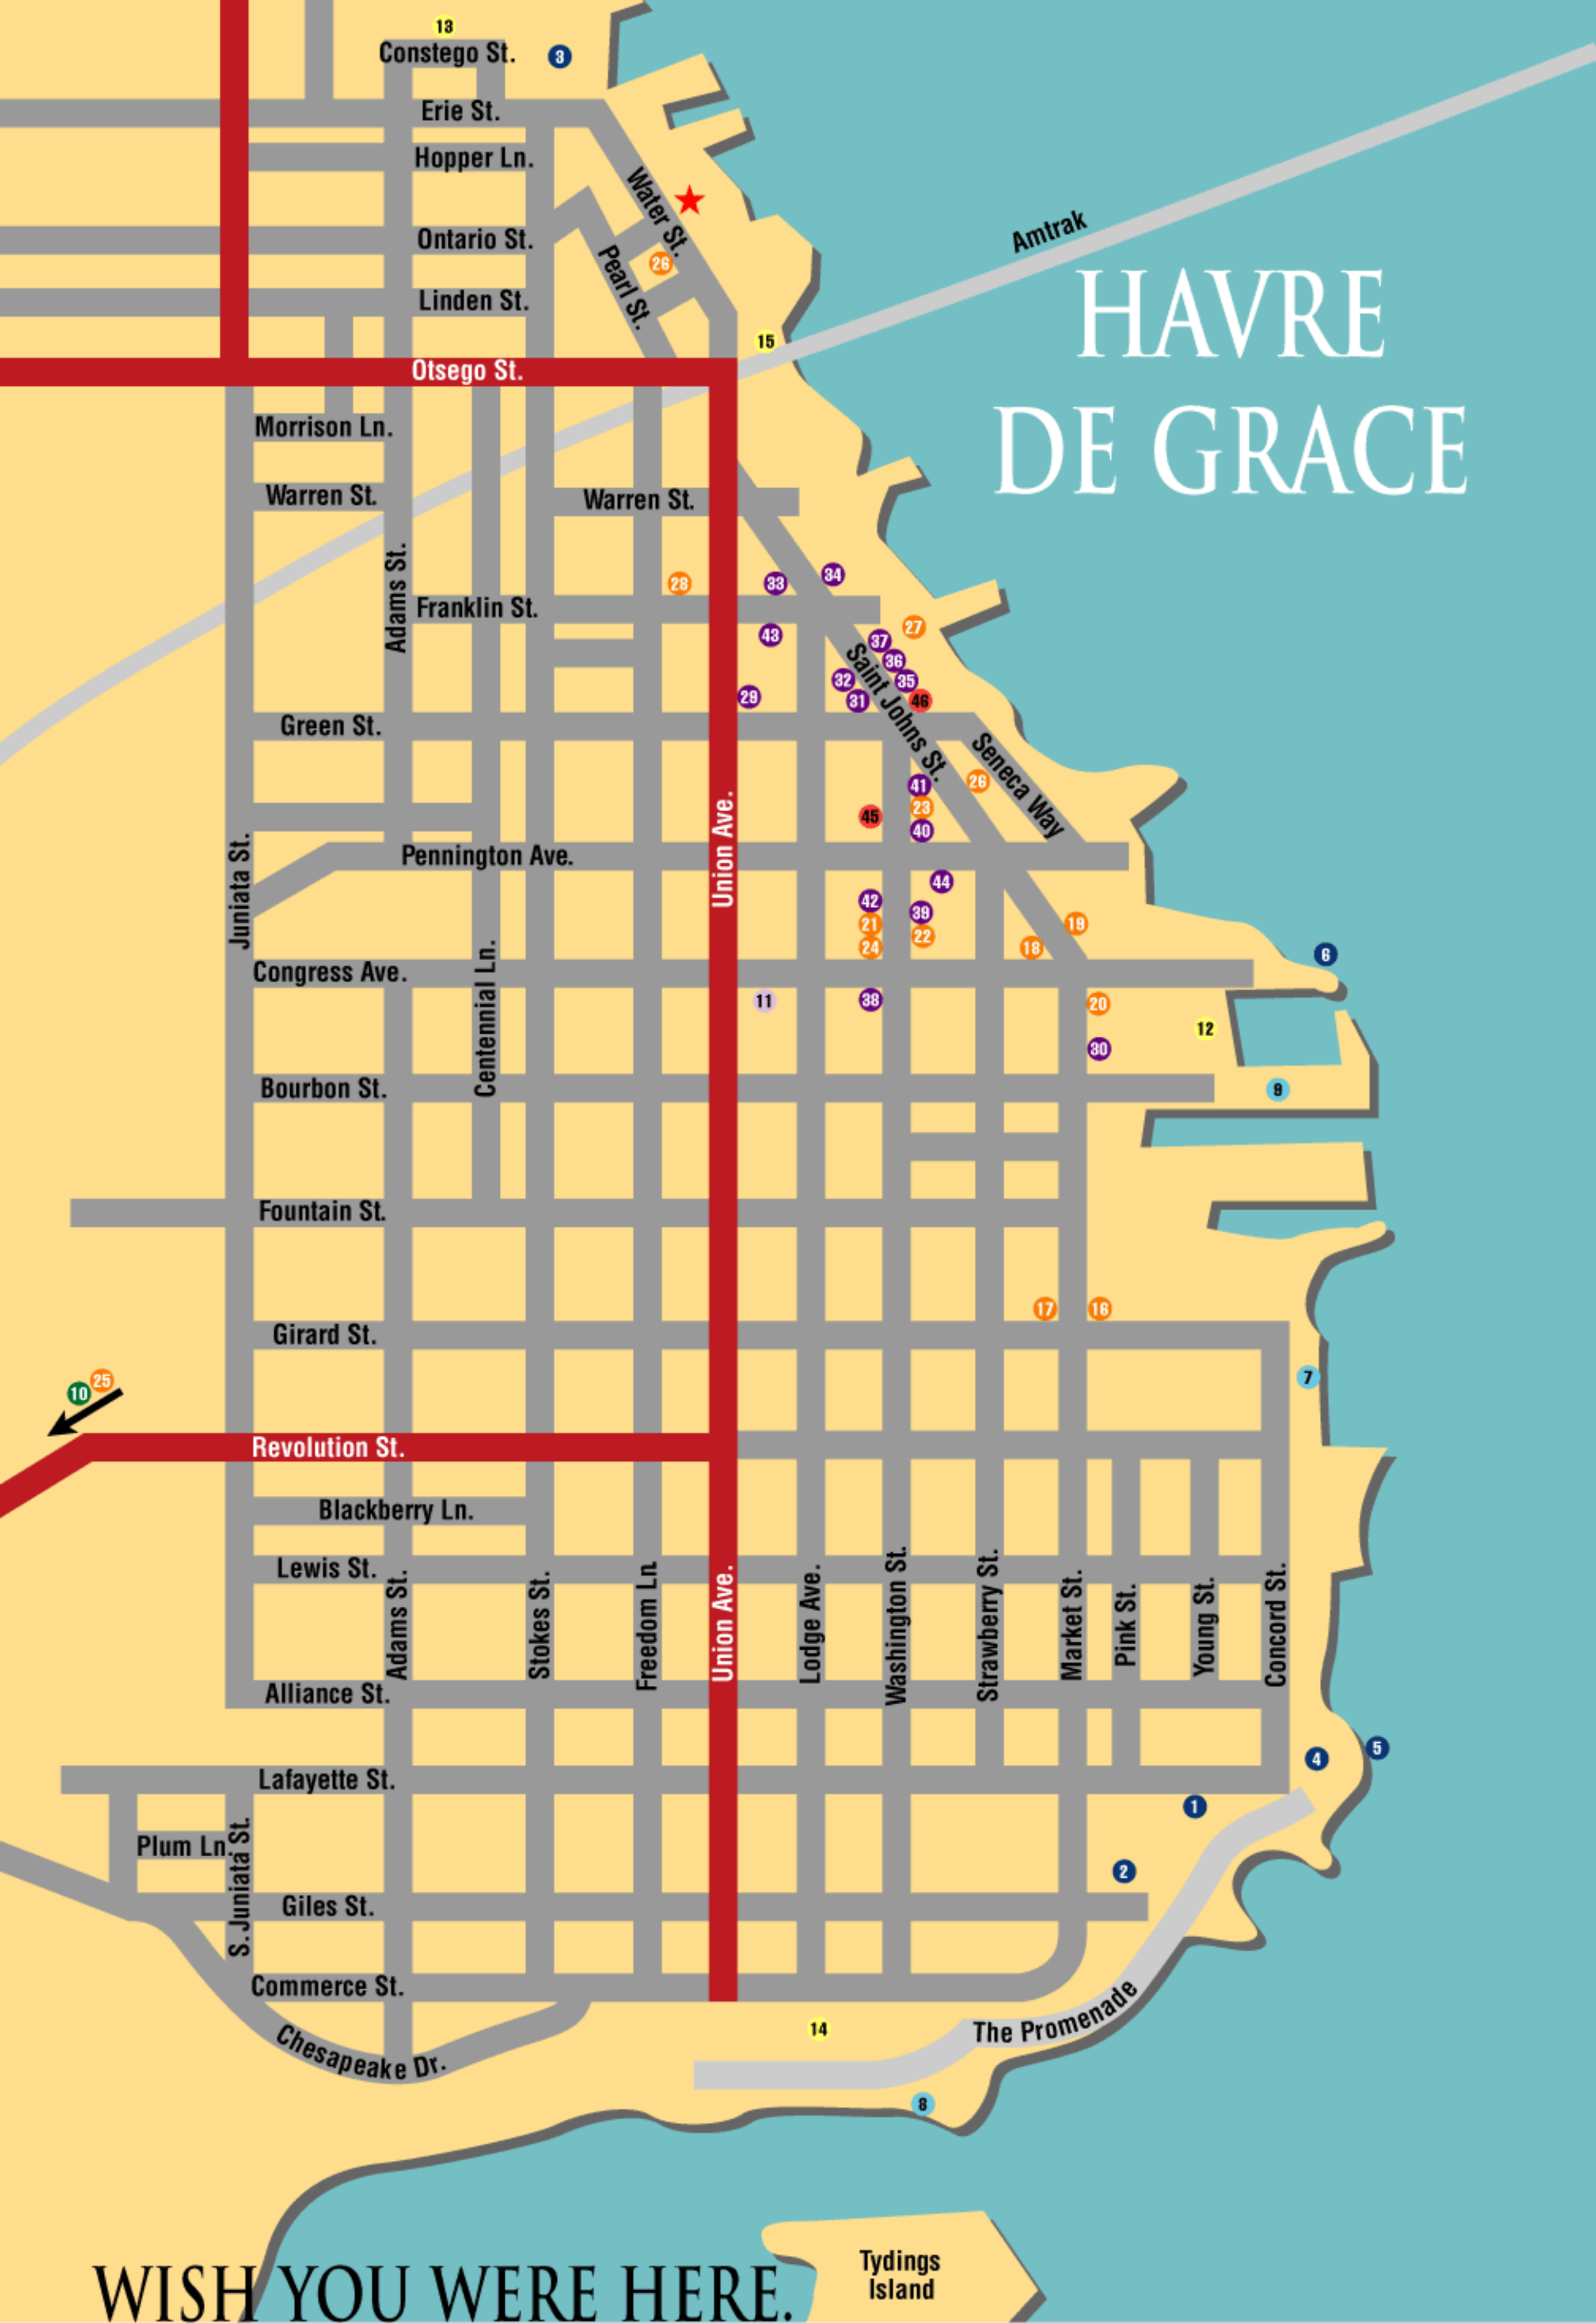 13
Constego St.
3
Erie St.
Hopper Ln.
Water St.
Ontario St.
Amtrak
26
Pearl St.
Linden St.
HAVRE
DE GRACE
15
Otsego St.
Morrison Ln.
Warren St.
Warren St.
Adams St.
28
33
34
Franklin St.
27
43
37
36
35
32
31
46
29
Saint Johns St.
Green St.
Seneca Way
26
41
23
40
45
Union Ave.
Juniata St.
Pennington Ave.
44
42
39
21
22
24
19
18
6
Congress Ave.
Centennial Ln.
11
38
20
12
30
9
Bourbon St.
Fountain St.
17
16
Girard St.
7
25
10
Revolution St.
Blackberry Ln.
Lewis St.
Adams St.
Stokes St.
Freedom Ln.
Union Ave.
Lodge Ave.
Washington St.
Strawberry St.
Market St.
Pink St.
Young St.
Concord St.
Alliance St.
5
4
Lafayette St.
1
Plum Ln.
S. Juniata St.
2
Giles St.
Commerce St.
14
The Promenade
Chesapeake Dr.
8
Tydings
Island
WISH YOU WERE HERE.